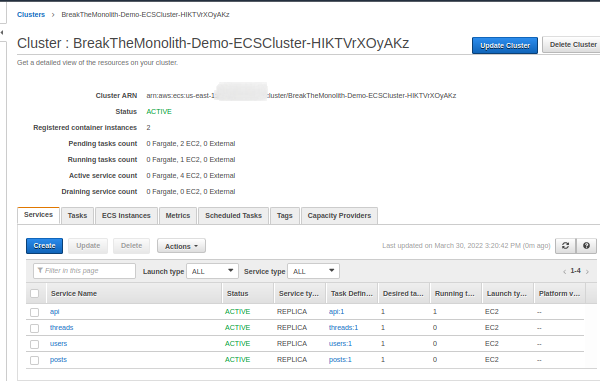 Clusters › BreakTheMonolith-Demo-ECSCluster-HIKTVrXOyAKz
Cluster : BreakTheMonolith-Demo-ECSCluster-HIKTVrXOyAKz
Update Cluster Delete Cluster
Get a detailed view of the resources on your cluster.
Cluster ARN arn:aws:ecs:us-east-1 cluster/BreakTheMonolith-Demo-ECSCluster-HIKTVrXOyAKz
Status ACTIVE
Registered container instances 2
Pending tasks count 0 Fargate, 2 EC2, 0 External
Running tasks count 0 Fargate, 1 EC2, 0 External
Active service count 0 Fargate, 4 EC2, 0 External
Draining service count 0 Fargate, 0 EC2, 0 External
Services Tasks ECS Instances Metrics Scheduled Tasks Tags Capacity Providers
Create Update Delete Actions Last updated on March 30, 2022 3:20:42 PM (0m ago)
Filter in this page Launch type ALL Service type ALL ‹ 1-4 ›
Service Name Status Service ty... Task Defin... Desired ta... Running t... Launch ty... Platform v...
api ACTIVE REPLICA api:1 1 1 EC2 --
threads ACTIVE REPLICA threads:1 1 0 EC2 --
users ACTIVE REPLICA users:1 1 0 EC2 --
posts ACTIVE REPLICA posts:1 1 0 EC2 --